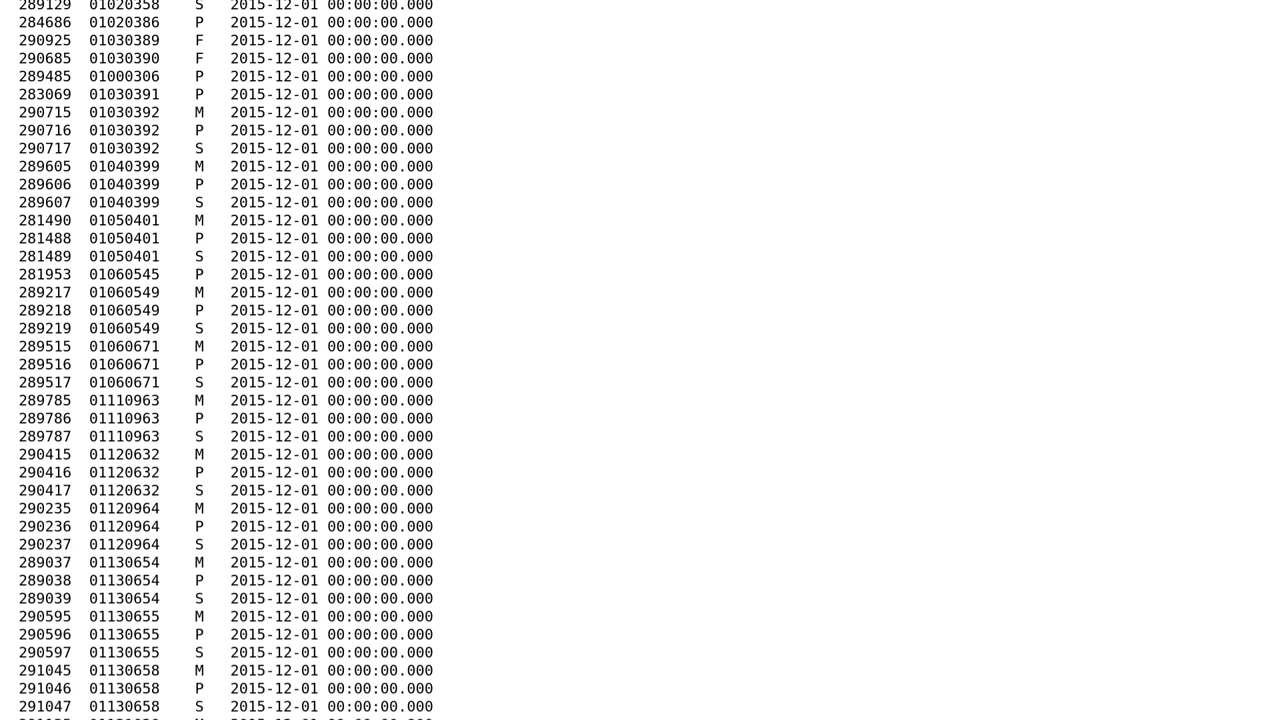 289129  01020358    S   2015-12-01 00:00:00.000
284686  01020386    P   2015-12-01 00:00:00.000
290925  01030389    F   2015-12-01 00:00:00.000
290685  01030390    F   2015-12-01 00:00:00.000
289485  01000306    P   2015-12-01 00:00:00.000
283069  01030391    P   2015-12-01 00:00:00.000
290715  01030392    M   2015-12-01 00:00:00.000
290716  01030392    P   2015-12-01 00:00:00.000
290717  01030392    S   2015-12-01 00:00:00.000
289605  01040399    M   2015-12-01 00:00:00.000
289606  01040399    P   2015-12-01 00:00:00.000
289607  01040399    S   2015-12-01 00:00:00.000
281490  01050401    M   2015-12-01 00:00:00.000
281488  01050401    P   2015-12-01 00:00:00.000
281489  01050401    S   2015-12-01 00:00:00.000
281953  01060545    P   2015-12-01 00:00:00.000
289217  01060549    M   2015-12-01 00:00:00.000
289218  01060549    P   2015-12-01 00:00:00.000
289219  01060549    S   2015-12-01 00:00:00.000
289515  01060671    M   2015-12-01 00:00:00.000
289516  01060671    P   2015-12-01 00:00:00.000
289517  01060671    S   2015-12-01 00:00:00.000
289785  01110963    M   2015-12-01 00:00:00.000
289786  01110963    P   2015-12-01 00:00:00.000
289787  01110963    S   2015-12-01 00:00:00.000
290415  01120632    M   2015-12-01 00:00:00.000
290416  01120632    P   2015-12-01 00:00:00.000
290417  01120632    S   2015-12-01 00:00:00.000
290235  01120964    M   2015-12-01 00:00:00.000
290236  01120964    P   2015-12-01 00:00:00.000
290237  01120964    S   2015-12-01 00:00:00.000
289037  01130654    M   2015-12-01 00:00:00.000
289038  01130654    P   2015-12-01 00:00:00.000
289039  01130654    S   2015-12-01 00:00:00.000
290595  01130655    M   2015-12-01 00:00:00.000
290596  01130655    P   2015-12-01 00:00:00.000
290597  01130655    S   2015-12-01 00:00:00.000
291045  01130658    M   2015-12-01 00:00:00.000
291046  01130658    P   2015-12-01 00:00:00.000
291047  01130658    S   2015-12-01 00:00:00.000